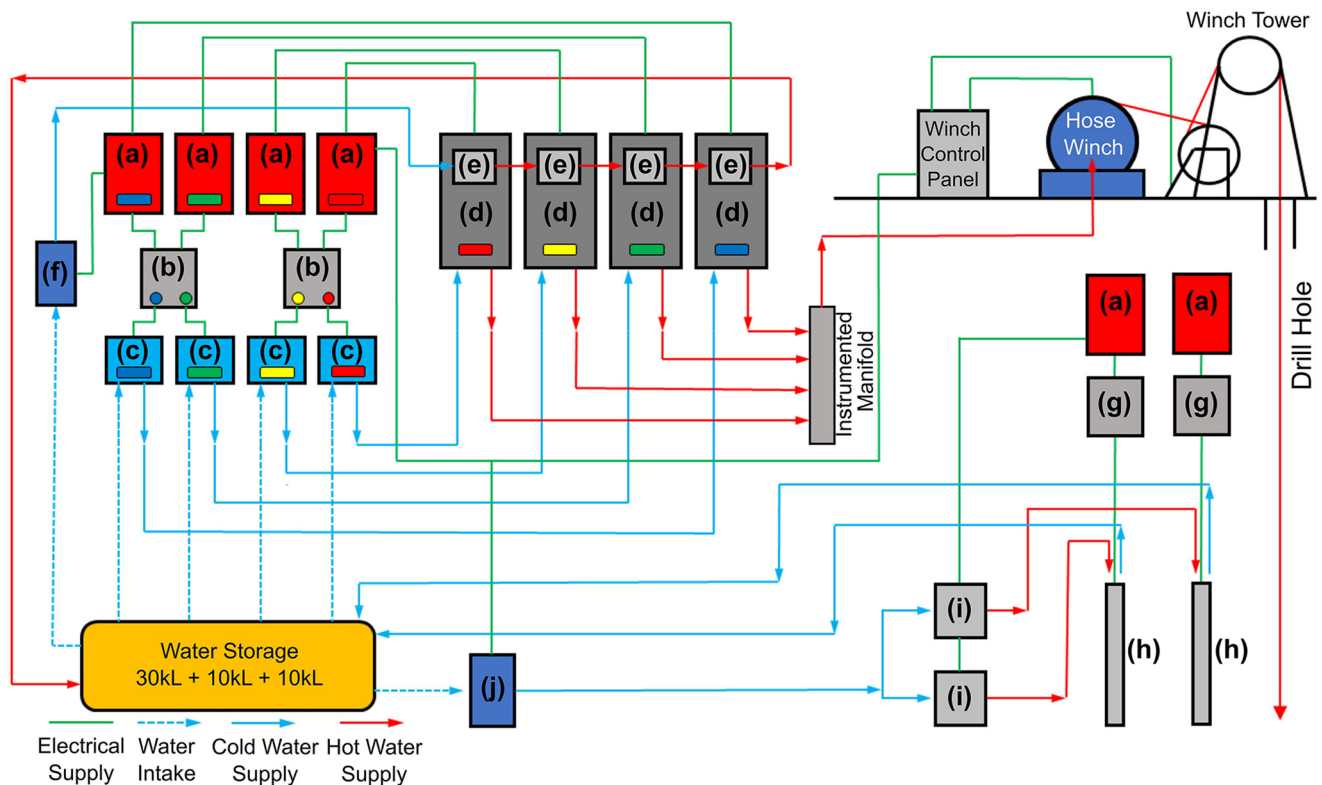 Winch Tower
(a)
(a)
(a)
(a)
(e)
(e)
(e)
(e)
Winch
Control
Panel
Hose
Winch
(d)
(d)
(d)
(d)
(f)
(b)
(b)
(c)
(c)
(c)
(c)
Instrumented
Manifold
(a)
(a)
(g)
(g)
Drill Hole
(i)
(i)
(h)
(h)
Water Storage
30kL + 10kL + 10kL
(j)
Electrical
Supply
Water
Intake
Cold Water
Supply
Hot Water
Supply